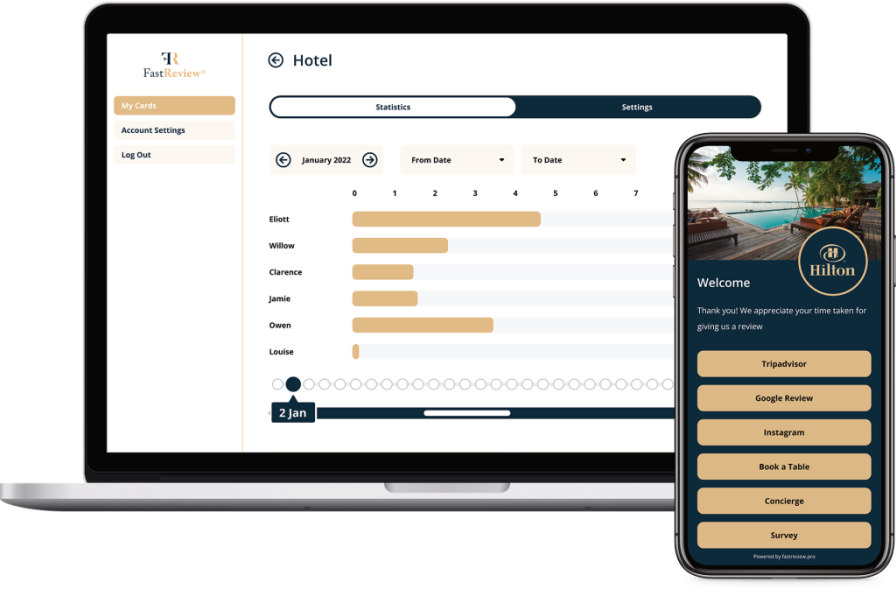 FR
FastReview®
My Cards
Account Settings
Log Out
Hotel
Statistics
Settings
January 2022
From Date
To Date
0 1 2 3 4 5 6 7
Eliott
Willow
Clarence
Jamie
Owen
Louise
2 Jan
H
Hilton
Welcome
Thank you! We appreciate your time taken for
giving us a review
Tripadvisor
Google Review
Instagram
Book a Table
Concierge
Survey
Powered by fastreview.pro